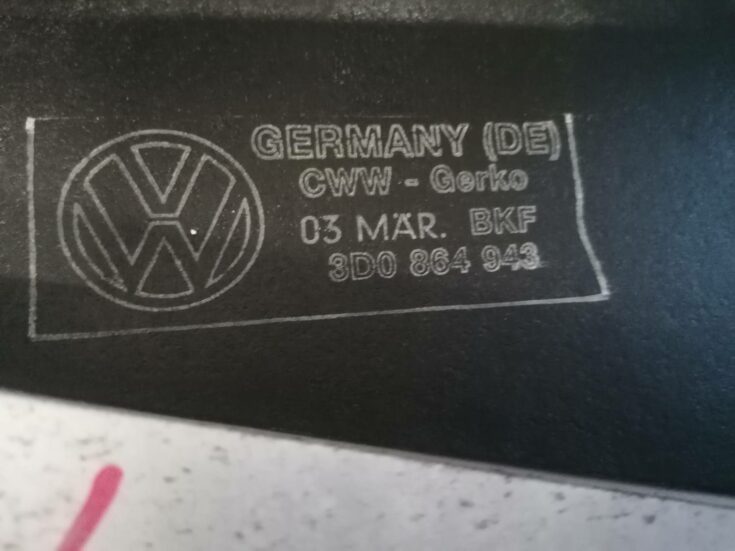 GERMANY (DE)
CWW - Gerko
03 MÄR. BKF
3D0 864 943